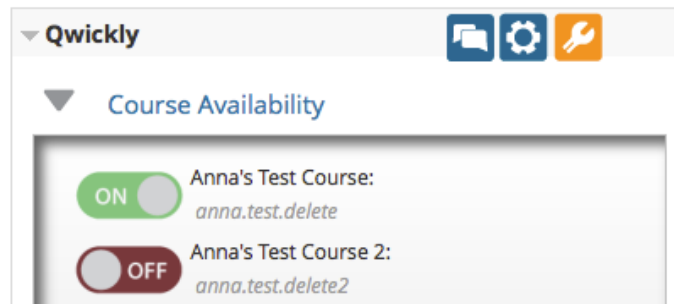 Qwickly
Course Availability
ON
Anna's Test Course:
anna.test.delete
OFF
Anna's Test Course 2:
anna.test.delete2